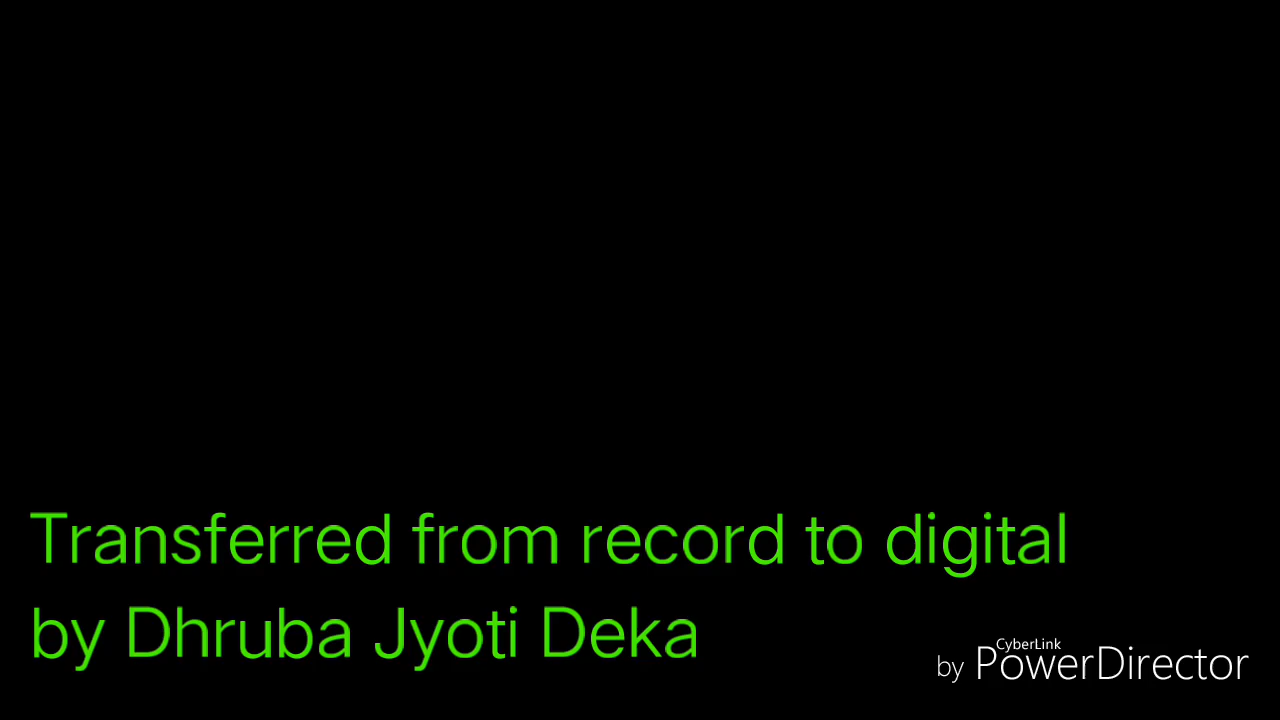 Transferred from record to digital
by Dhruba Jyoti Deka
by CyberLink PowerDirector